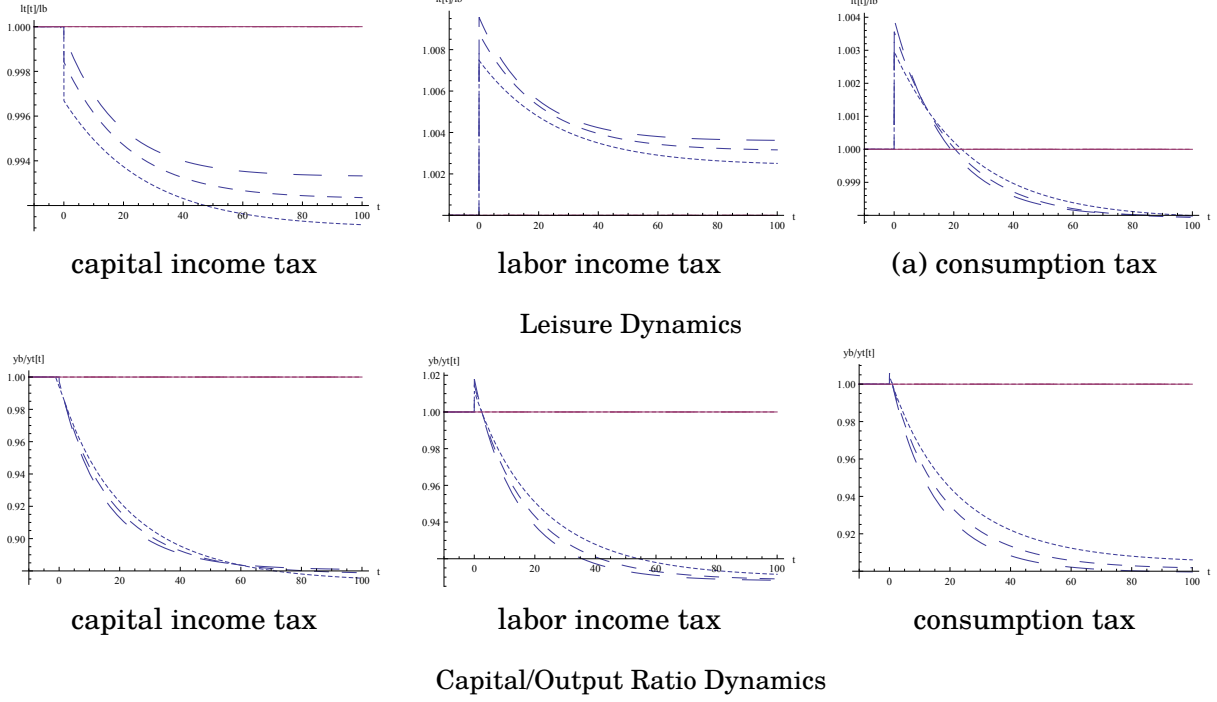 lt[t]/lb
1.000
0.998
0.996
0.994
0 20 40 60 80 100 t
capital income tax
lt[t]/lb
1.008
1.006
1.004
1.002
0 20 40 60 80 100 t
labor income tax
lt[t]/lb
1.004
1.003
1.002
1.001
1.000
0.999
0 20 40 60 80 100 t
(a) consumption tax
Leisure Dynamics
yb/yt[t]
1.00
0.98
0.96
0.94
0.92
0.90
0 20 40 60 80 100 t
capital income tax
yb/yt[t]
1.02
1.00
0.98
0.96
0.94
0 20 40 60 80 100 t
labor income tax
yb/yt[t]
1.00
0.98
0.96
0.94
0.92
0 20 40 60 80 100 t
consumption tax
Capital/Output Ratio Dynamics